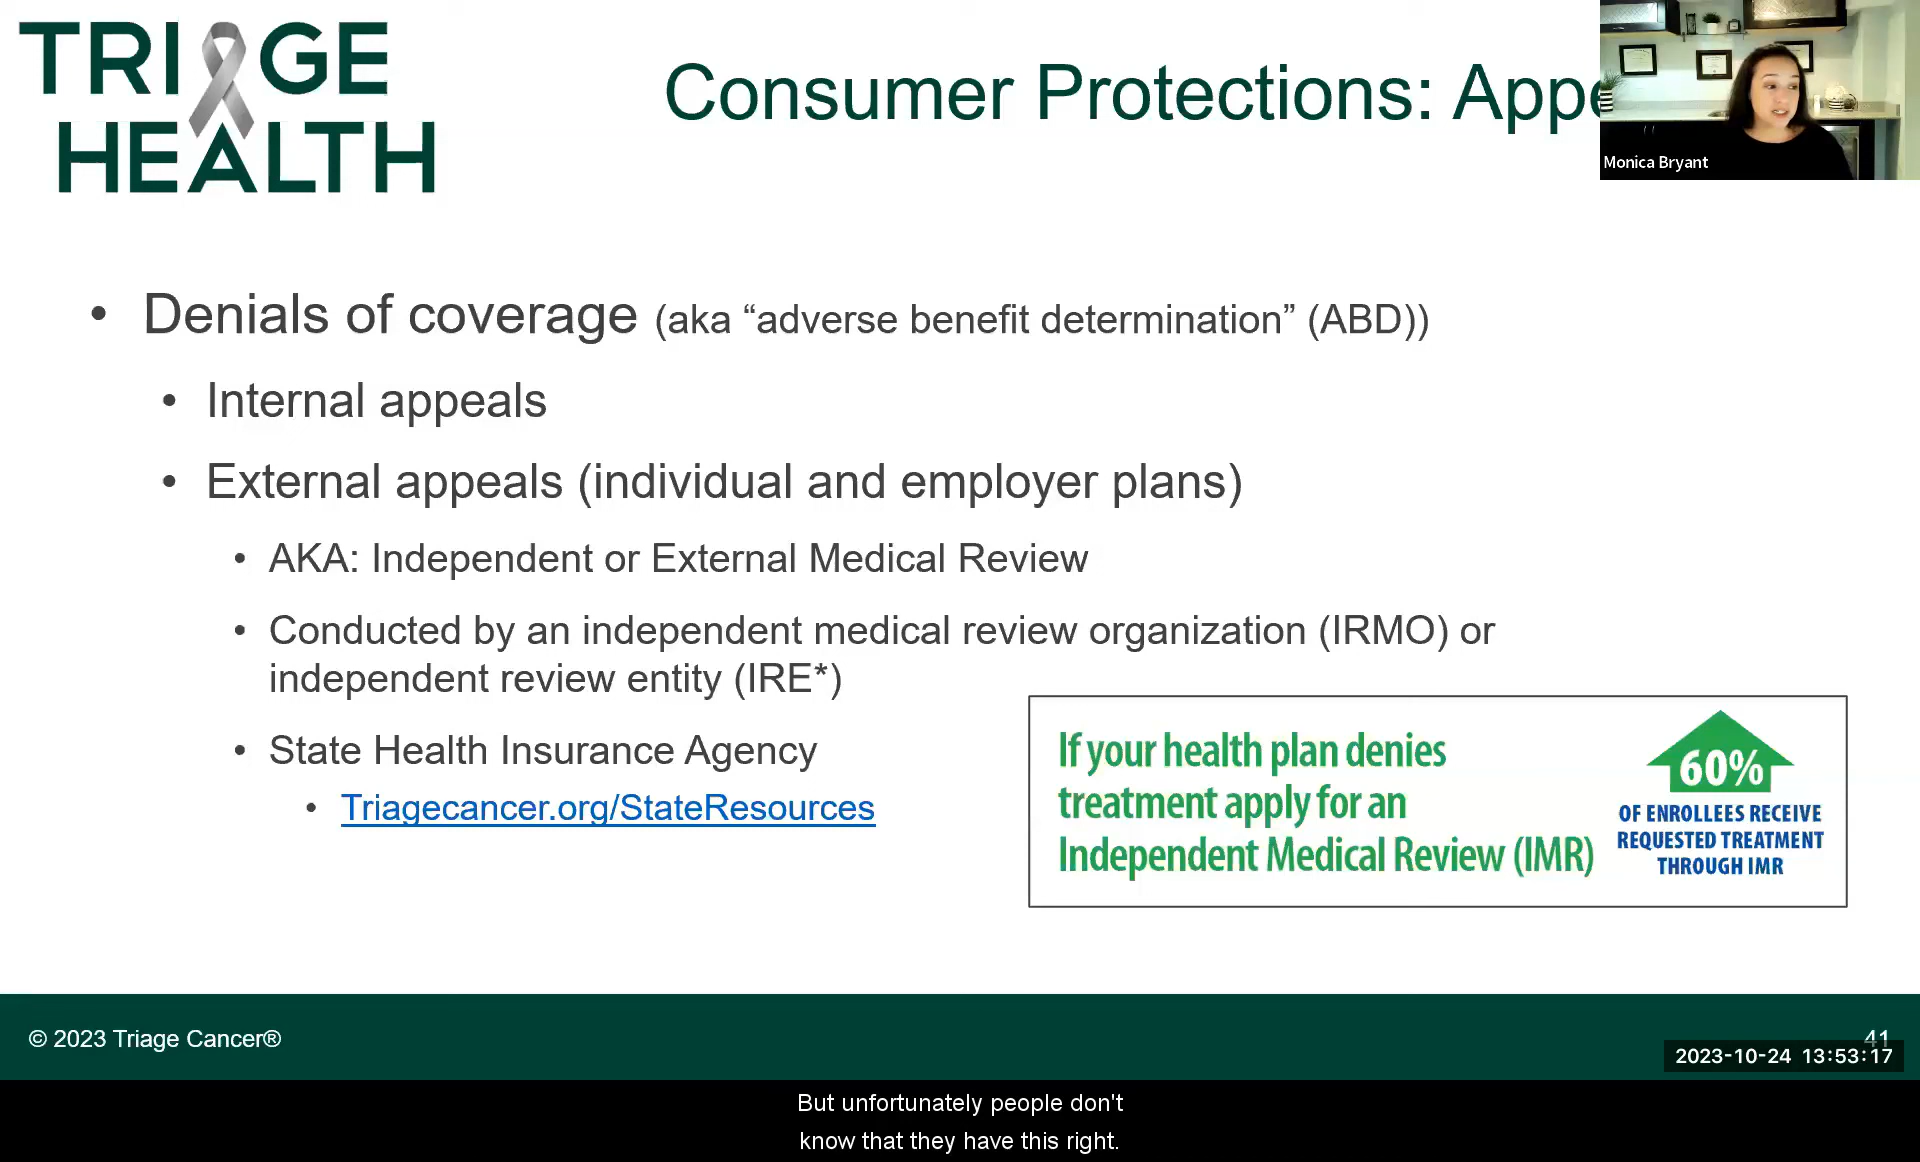 TRIAGE
HEALTH
Consumer Protections: Appe
Monica Bryant
• Denials of coverage (aka “adverse benefit determination” (ABD))
• Internal appeals
• External appeals (individual and employer plans)
• AKA: Independent or External Medical Review
• Conducted by an independent medical review organization (IRMO) or
independent review entity (IRE*)
• State Health Insurance Agency
• Triagecancer.org/StateResources
If your health plan denies
treatment apply for an
Independent Medical Review (IMR)
60%
OF ENROLLEES RECEIVE
REQUESTED TREATMENT
THROUGH IMR
© 2023 Triage Cancer®
41
2023-10-24 13:53:17
But unfortunately people don't
know that they have this right.